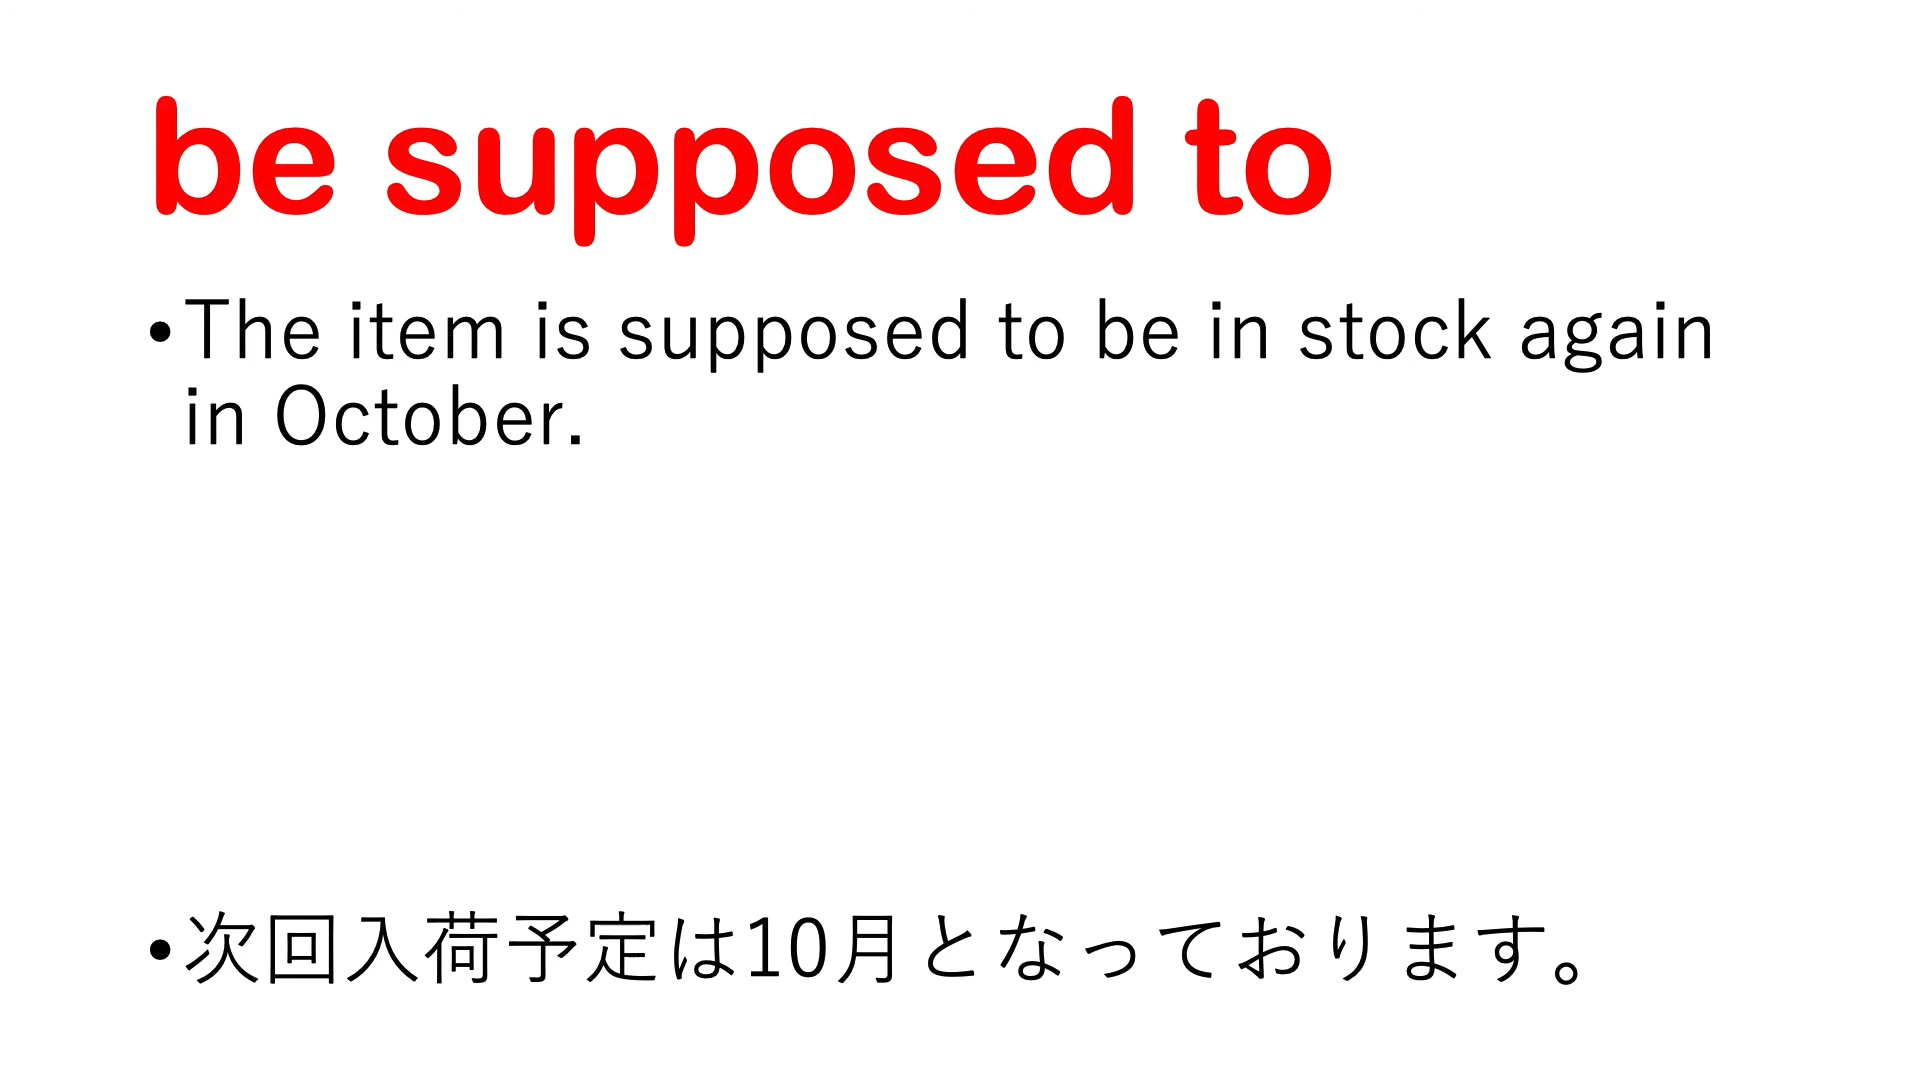 be supposed to
•The item is supposed to be in stock again
in October.
•次回入荷予定は10月となっております。